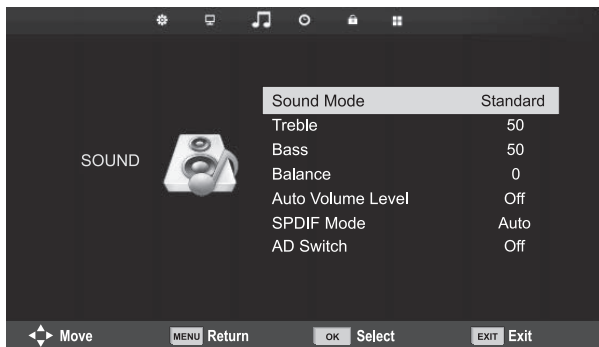 Sound Mode Standard
Treble 50
Bass 50
SOUND
Balance 0
Auto Volume Level Off
SPDIF Mode Auto
AD Switch Off
Move MENU Return OK Select EXIT Exit